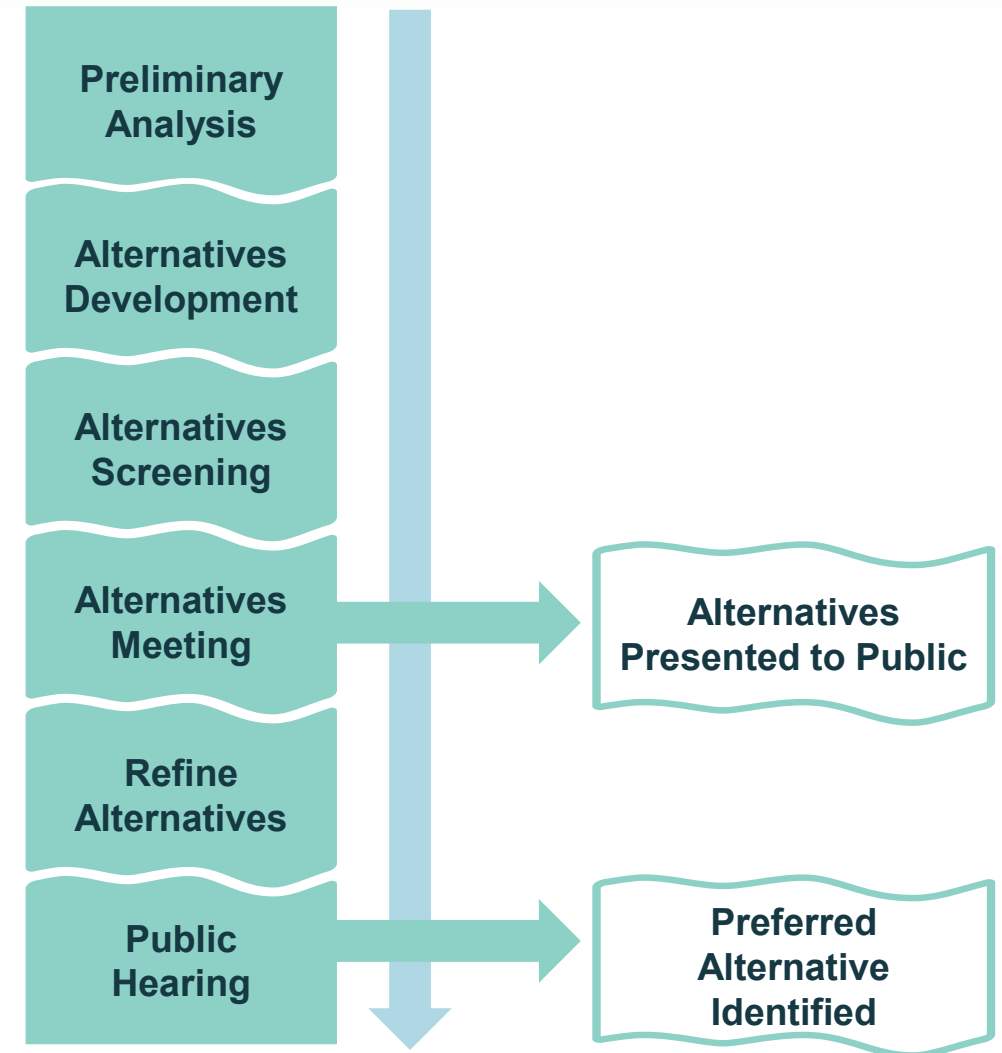 Preliminary
Analysis
Alternatives
Development
Alternatives
Screening
Alternatives
Meeting
Alternatives
Presented to Public
Refine
Alternatives
Public
Hearing
Preferred
Alternative
Identified